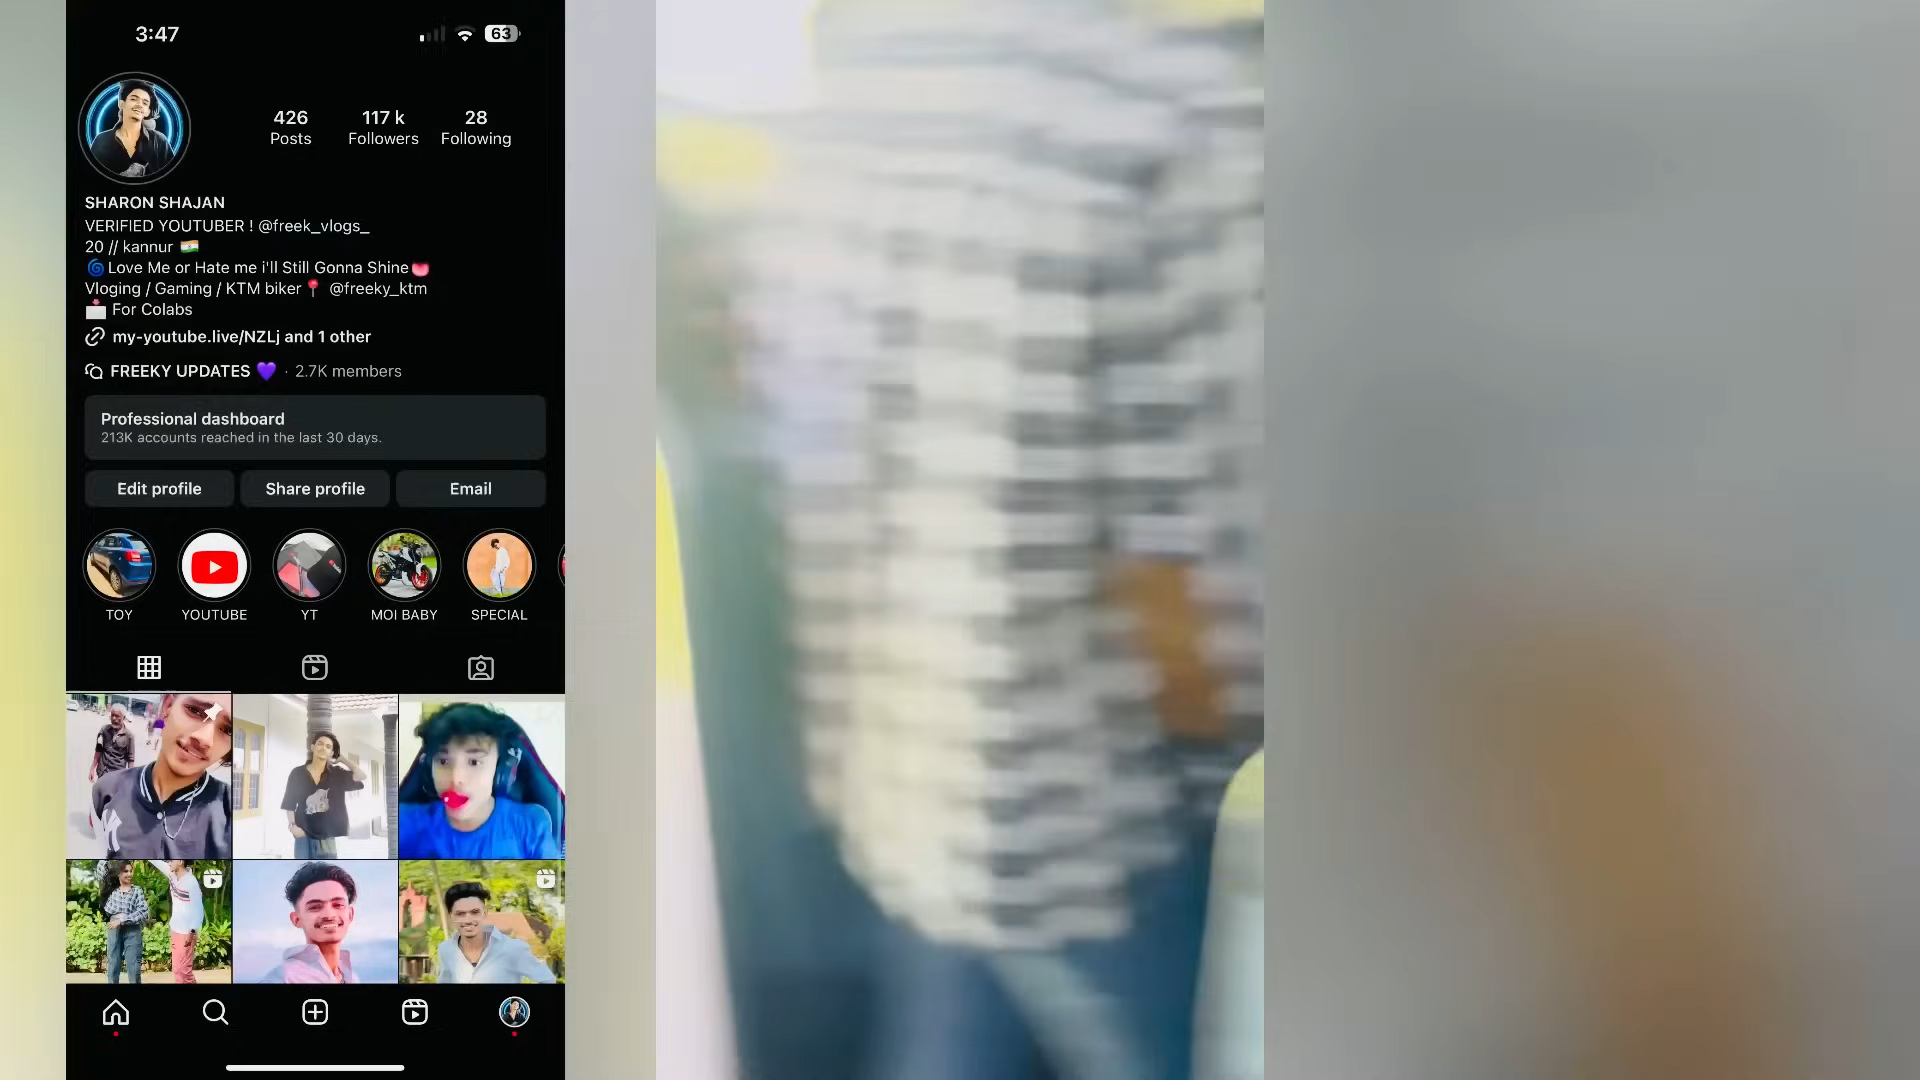 3:47
63
426 117 k 28
Posts Followers Following
SHARON SHAJAN
VERIFIED YOUTUBER ! @freek_vlogs_
20 // kannur 🇮🇳
🌀Love Me or Hate me i'll Still Gonna Shine👅
Vloging / Gaming / KTM biker📍 @freeky_ktm
📩 For Colabs
my-youtube.live/NZLj and 1 other
FREEKY UPDATES 💜 · 2.7K members
Professional dashboard
213K accounts reached in the last 30 days.
Edit profile Share profile Email
TOY YOUTUBE YT MOI BABY SPECIAL